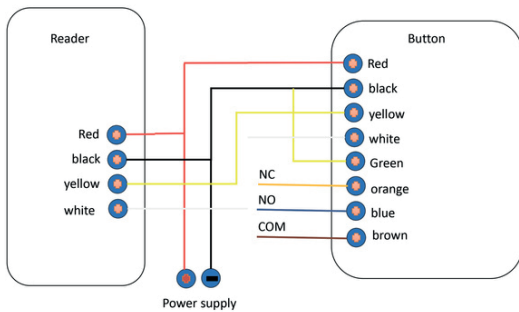 Reader
Button
Red
black
yellow
white
Green
orange
blue
brown
Red
black
yellow
white
NC
NO
COM
Power supply